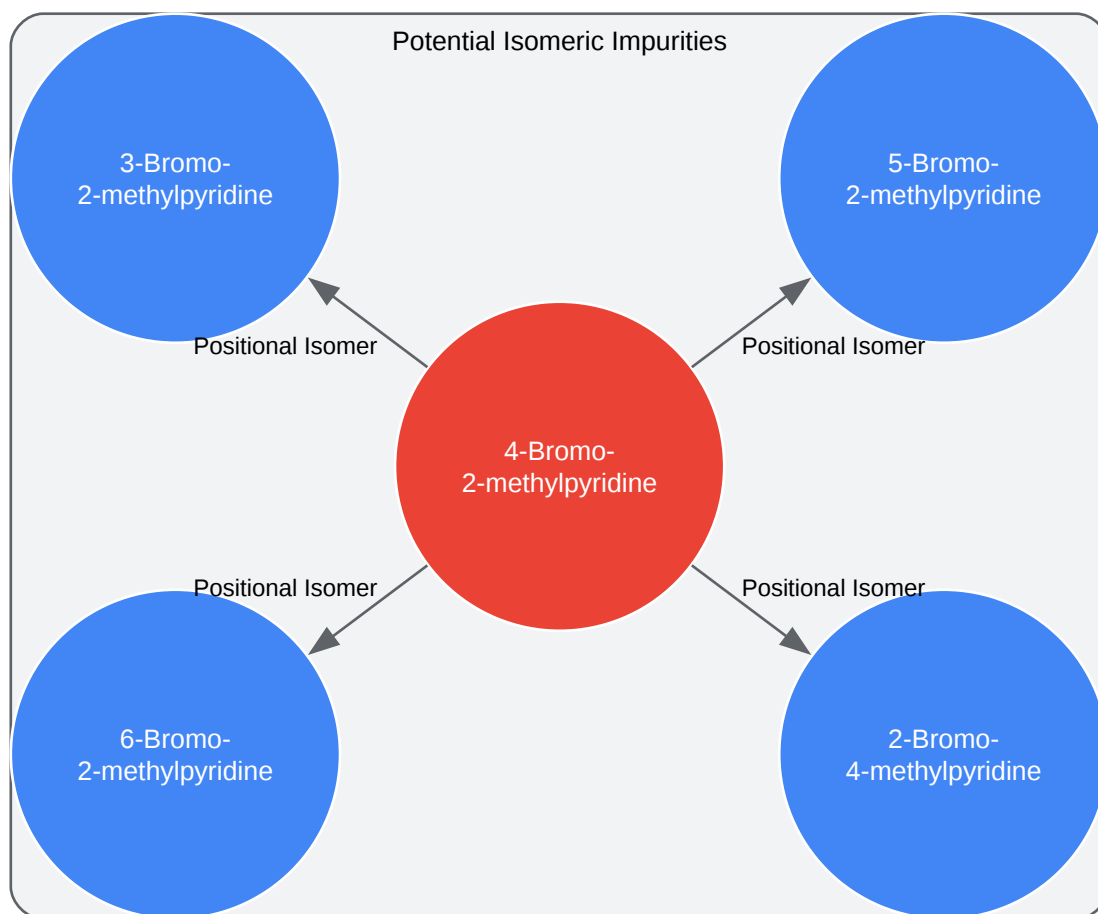 Potential Isomeric Impurities
3-Bromo-
2-methylpyridine
5-Bromo-
2-methylpyridine
Positional Isomer
Positional Isomer
4-Bromo-
2-methylpyridine
Positional Isomer
Positional Isomer
6-Bromo-
2-methylpyridine
2-Bromo-
4-methylpyridine